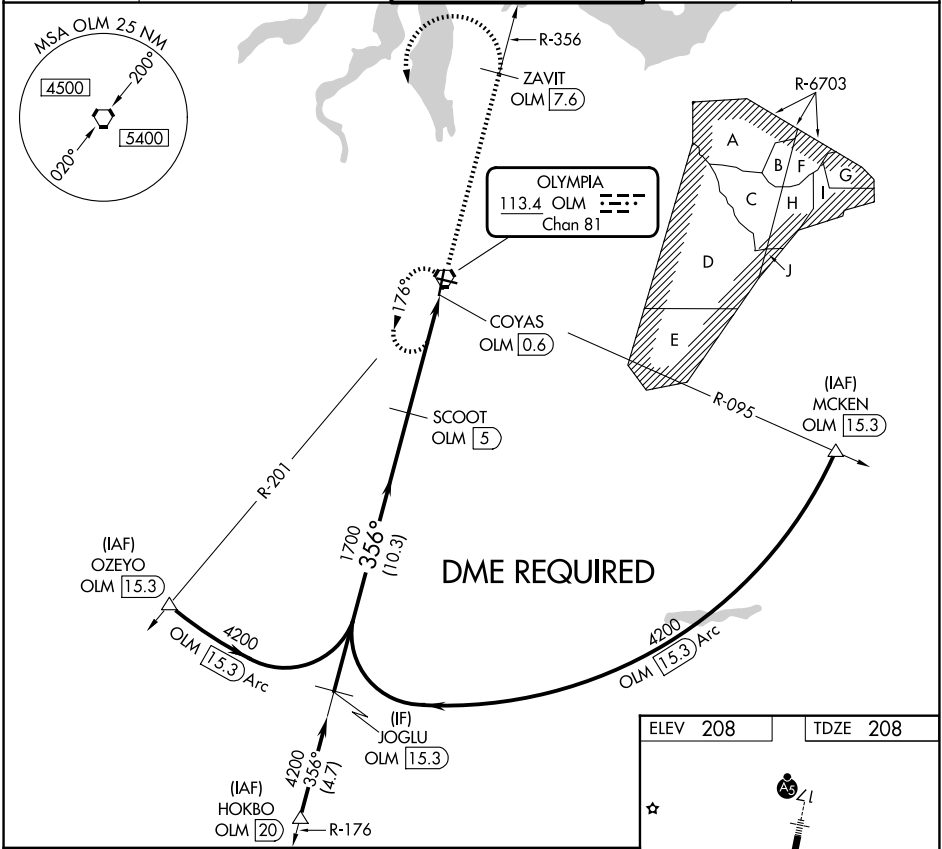 MSA OLM 25 NM
200°
4500
5400
020°
R-356
ZAVIT
OLM 7.6
R-6703
A
B
F
G
C
H
I
D
J
E
OLYMPIA
113.4 OLM
Chan 81
176°
COYAS
OLM 0.6
R-095
(IAF)
MCKEN
OLM 15.3
SCOOT
OLM 5
R-201
1700
356°
(10.3)
DME REQUIRED
(IAF)
OZEYO
OLM 15.3
4200
OLM 15.3 Arc
4200
OLM 15.3 Arc
(IF)
JOGLU
OLM 15.3
4200
356°
(4.7)
(IAF)
HOKBO
OLM 20
R-176
ELEV 208
TDZE 208
A5
17